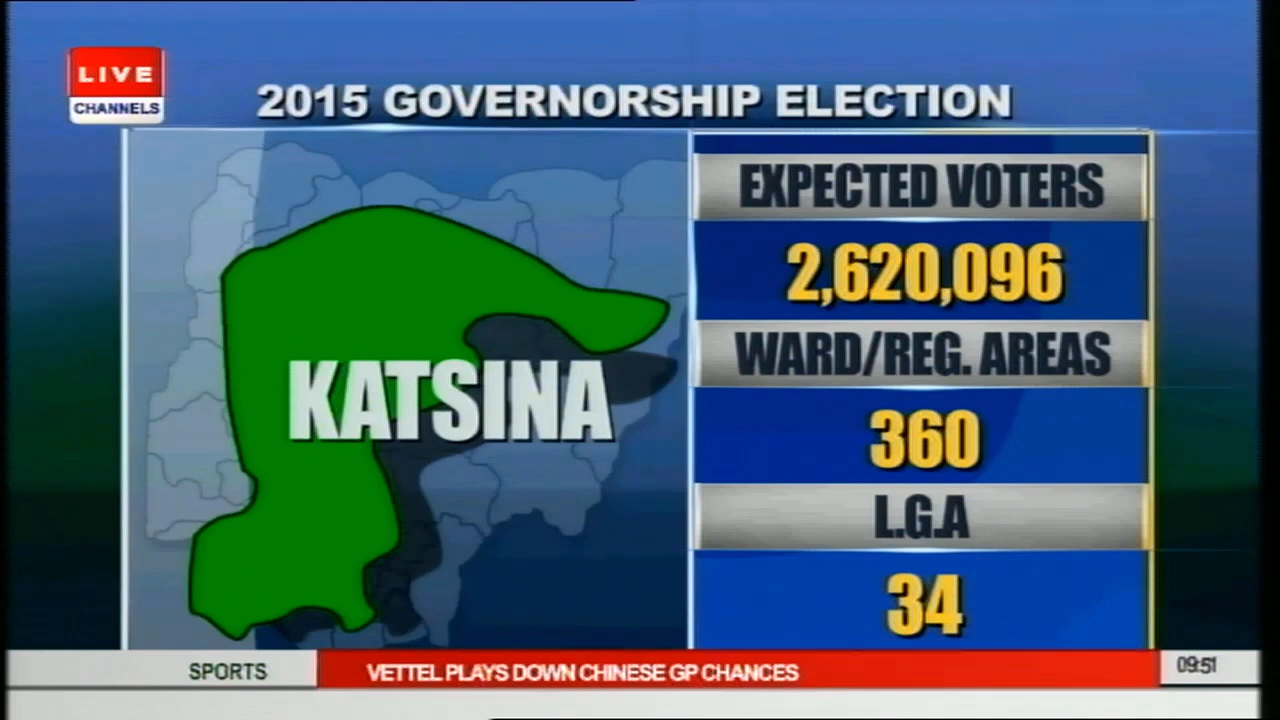 LIVE
CHANNELS
2015 GOVERNORSHIP ELECTION
KATSINA
EXPECTED VOTERS
2,620,096
WARD/REG. AREAS
360
L.G.A
34
SPORTS
VETTEL PLAYS DOWN CHINESE GP CHANCES
09:51